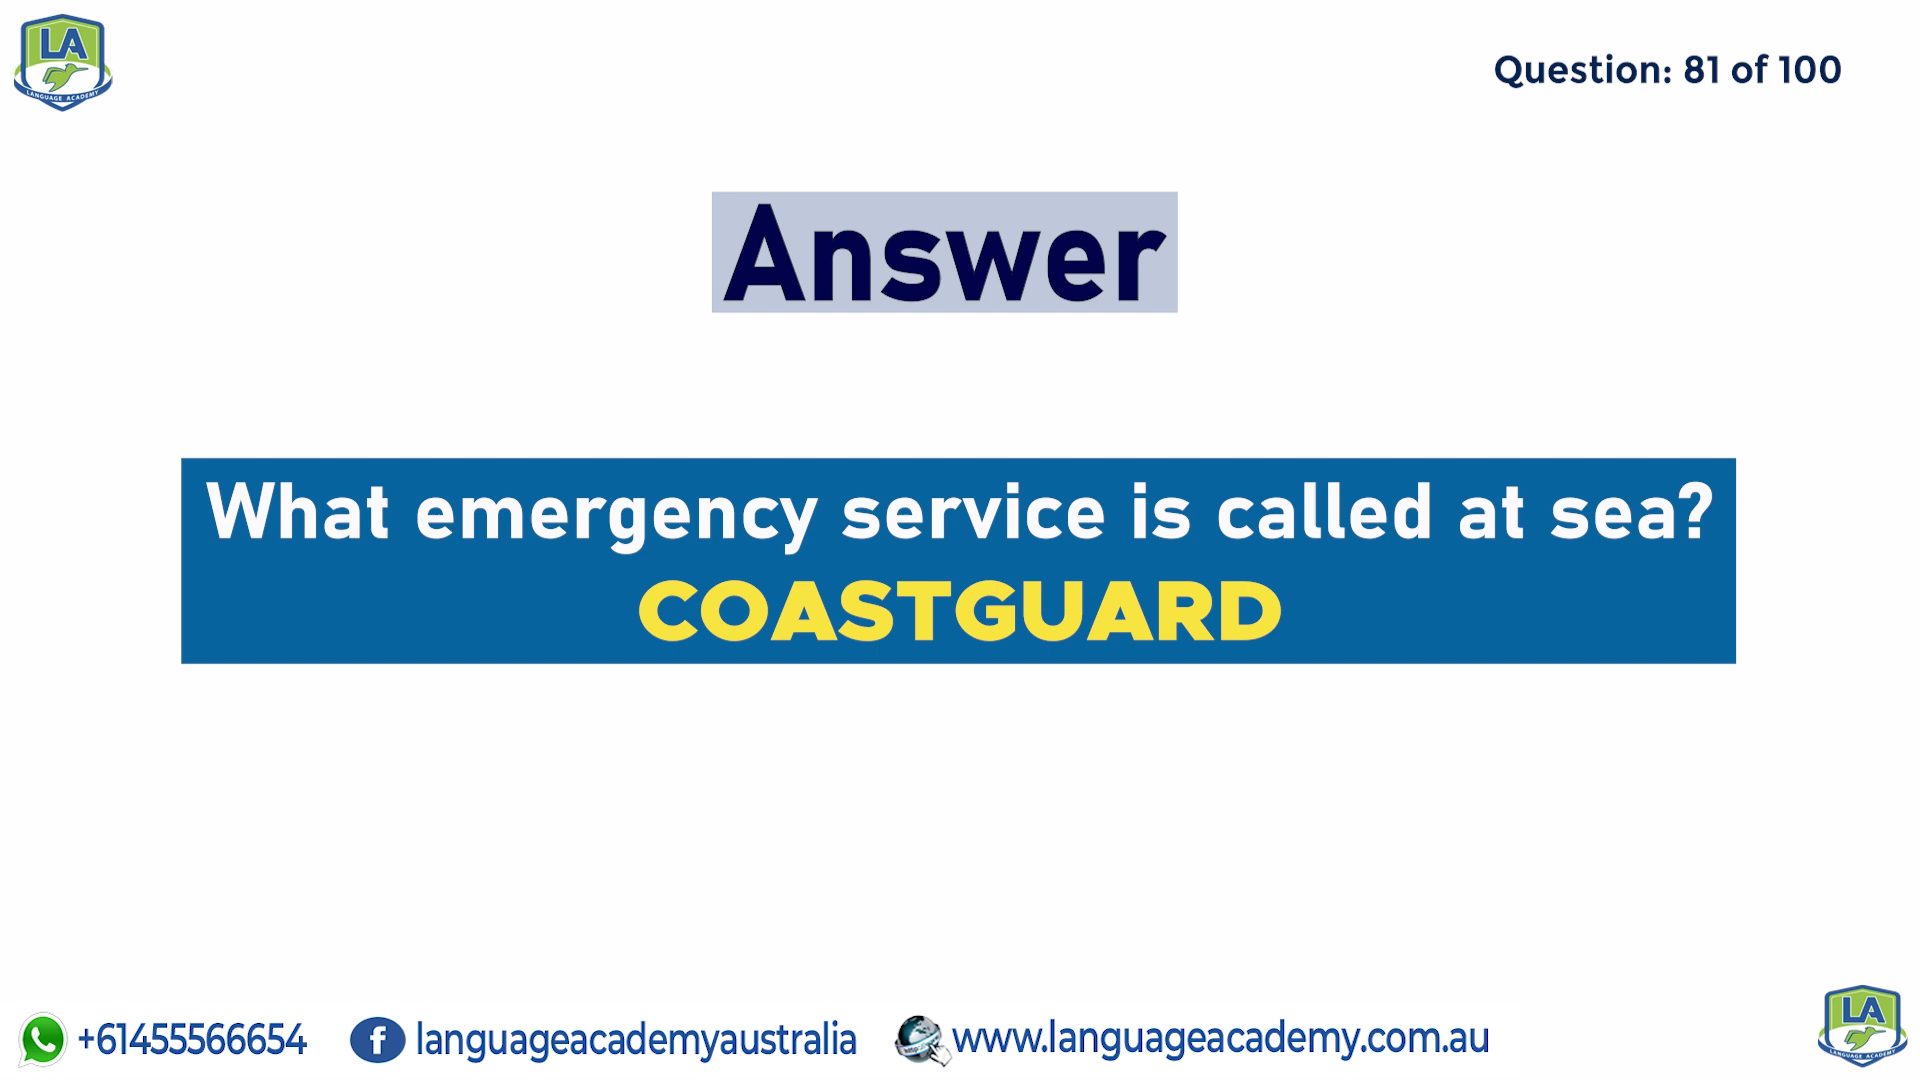 LA
LANGUAGE ACADEMY
Question: 81 of 100
Answer
What emergency service is called at sea?
COASTGUARD
+61455566654
languageacademyaustralia
http
www.languageacademy.com.au
LA
LANGUAGE ACADEMY